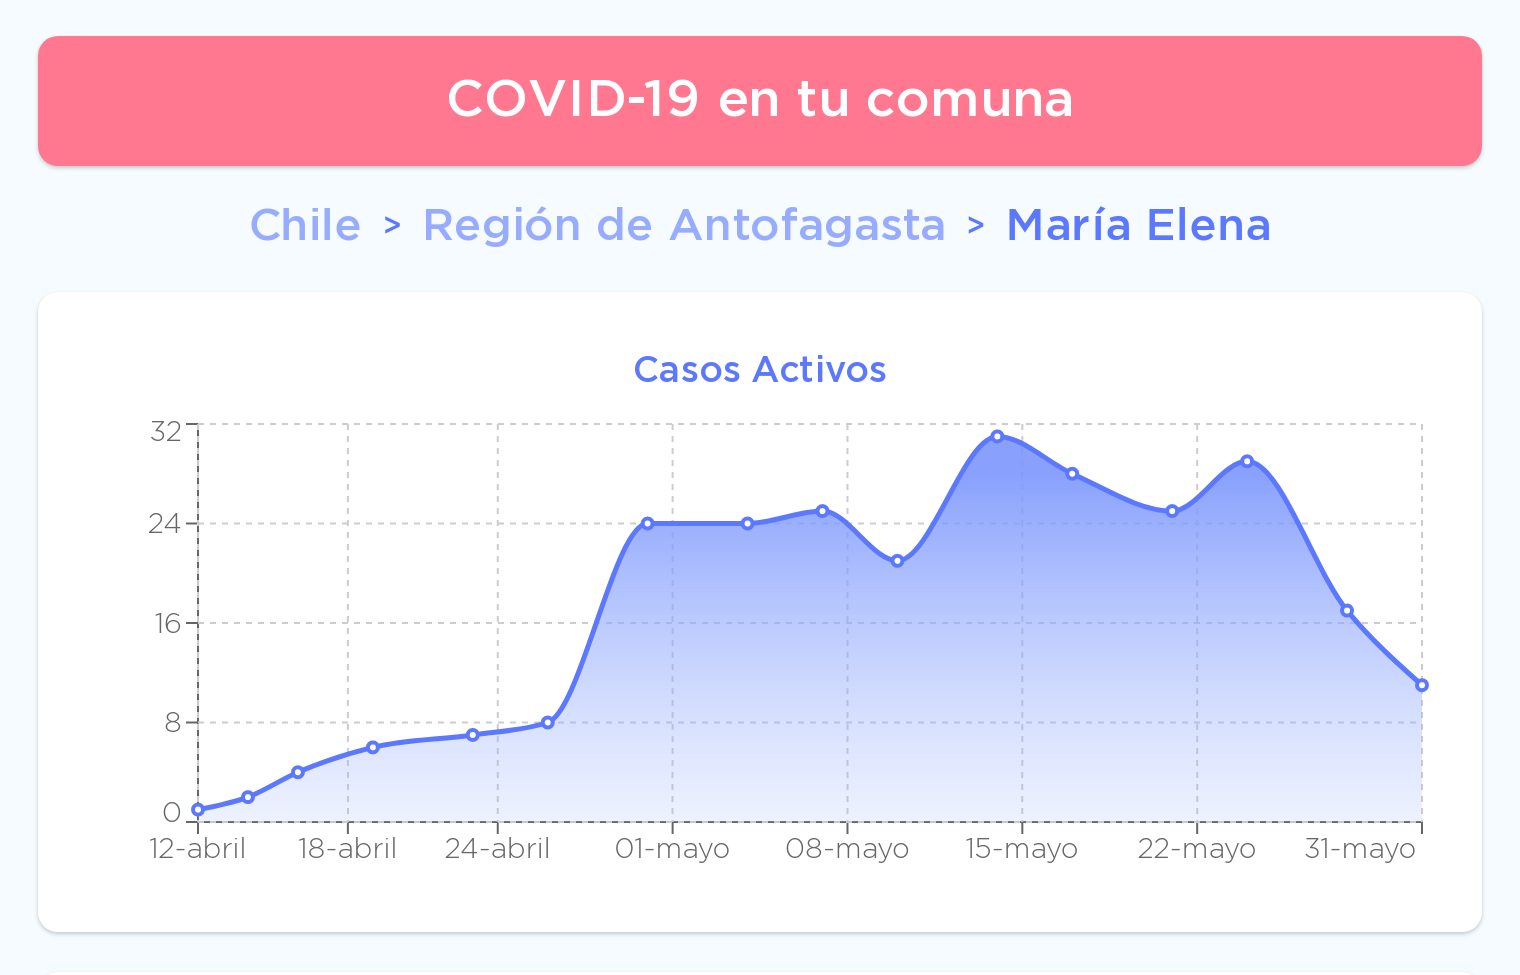 COVID-19 en tu comuna
Chile > Región de Antofagasta > María Elena
Casos Activos
32
24
16
8
0
12-abril 18-abril 24-abril 01-mayo 08-mayo 15-mayo 22-mayo 31-mayo